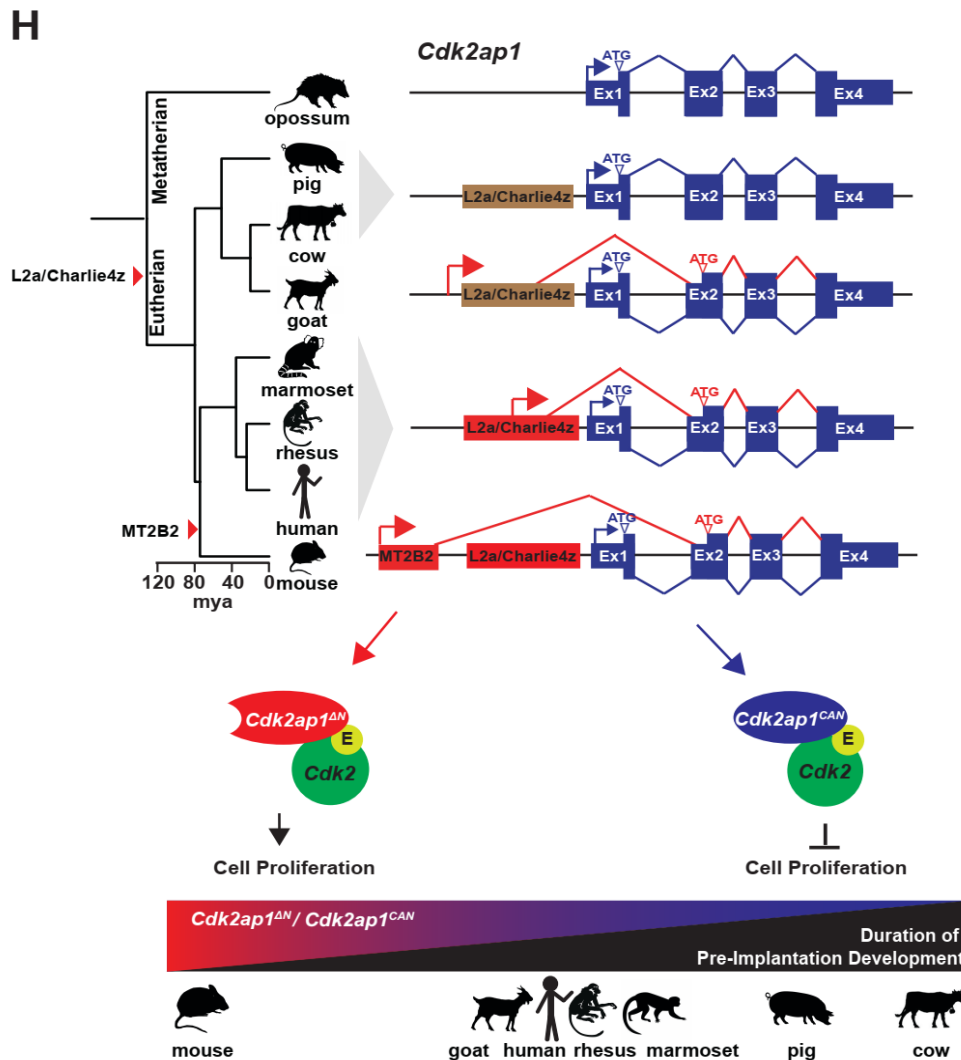 H
Cdk2ap1
Metatherian
Eutherian
L2a/Charlie4z
MT2B2
opossum
pig
cow
goat
marmoset
rhesus
human
mouse
120 80 40 0
mya
ATG
Ex1 Ex2 Ex3 Ex4
ATG
L2a/Charlie4z Ex1 Ex2 Ex3 Ex4
ATG ATG
L2a/Charlie4z Ex1 Ex2 Ex3 Ex4
ATG ATG
L2a/Charlie4z Ex1 Ex2 Ex3 Ex4
ATG ATG
MT2B2 L2a/Charlie4z Ex1 Ex2 Ex3 Ex4
Cdk2ap1ΔN
E
Cdk2
Cell Proliferation
Cdk2ap1CAN
E
Cdk2
Cell Proliferation
Cdk2ap1ΔN/ Cdk2ap1CAN
Duration of
Pre-Implantation Development
mouse goat human rhesus marmoset pig cow